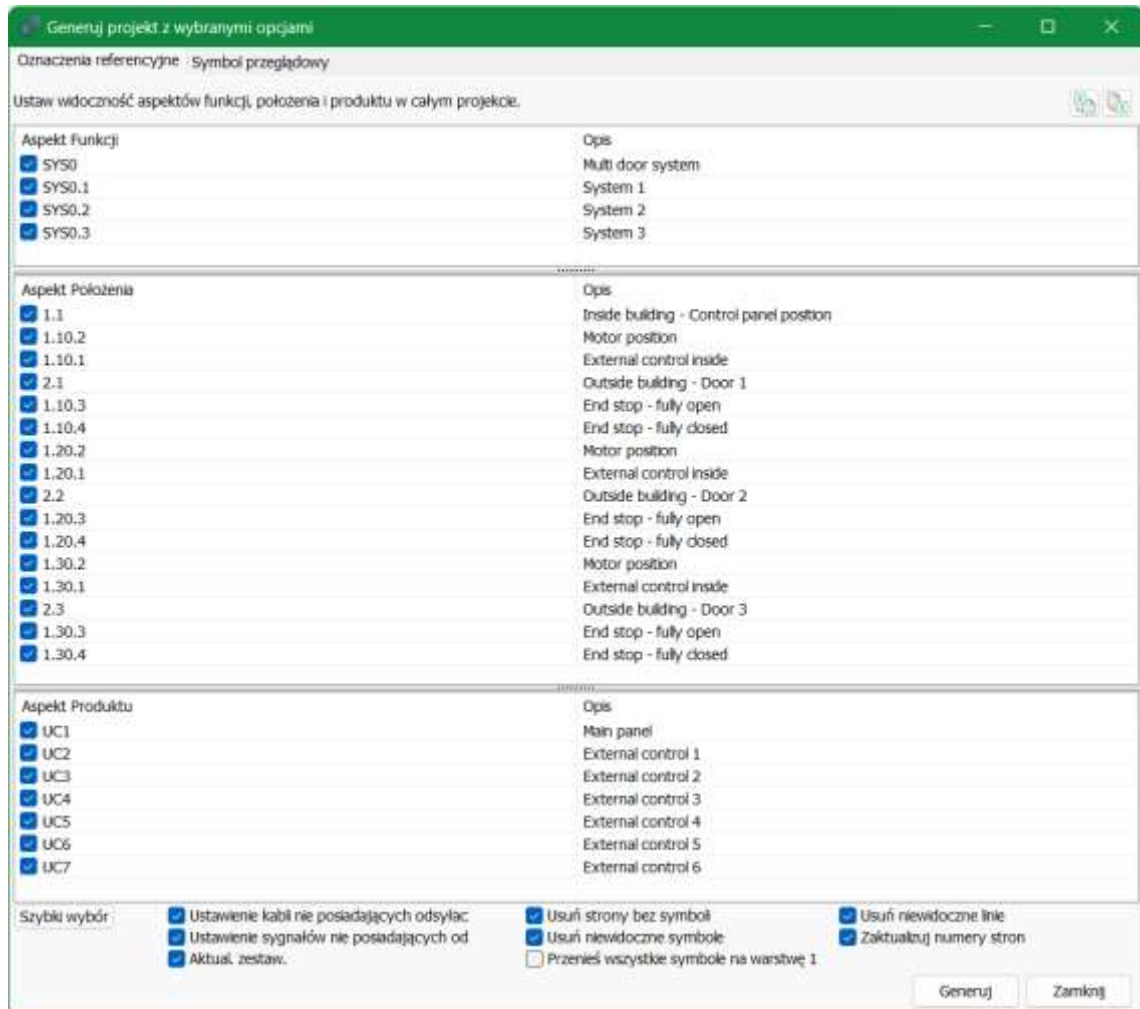 Generuj projekt z wybranymi opcjami
Oznaczenia referencyjne Symbol przeglądowy
Ustaw widoczność aspektów funkcji, położenia i produktu w całym projekcie.
Aspekt Funkcji Opis
SYS0 Multi door system
SYS0.1 System 1
SYS0.2 System 2
SYS0.3 System 3
Aspekt Położenia Opis
1.1 Inside building - Control panel position
1.10.2 Motor position
1.10.1 External control inside
2.1 Outside building - Door 1
1.10.3 End stop - fully open
1.10.4 End stop - fully closed
1.20.2 Motor position
1.20.1 External control inside
2.2 Outside building - Door 2
1.20.3 End stop - fully open
1.20.4 End stop - fully closed
1.30.2 Motor position
1.30.1 External control inside
2.3 Outside building - Door 3
1.30.3 End stop - fully open
1.30.4 End stop - fully closed
Aspekt Produktu Opis
UC1 Main panel
UC2 External control 1
UC3 External control 2
UC4 External control 3
UC5 External control 4
UC6 External control 5
UC7 External control 6
Szybki wybór Ustawienie kabli nie posiadających odsyłac Usuń strony bez symboli Usuń niewidoczne linie
Ustawienie sygnałów nie posiadających od Usuń niewidoczne symbole Zaktualizuj numery stron
Aktual. zestaw. Przenieś wszystkie symbole na warstwę 1
Generuj Zamknij